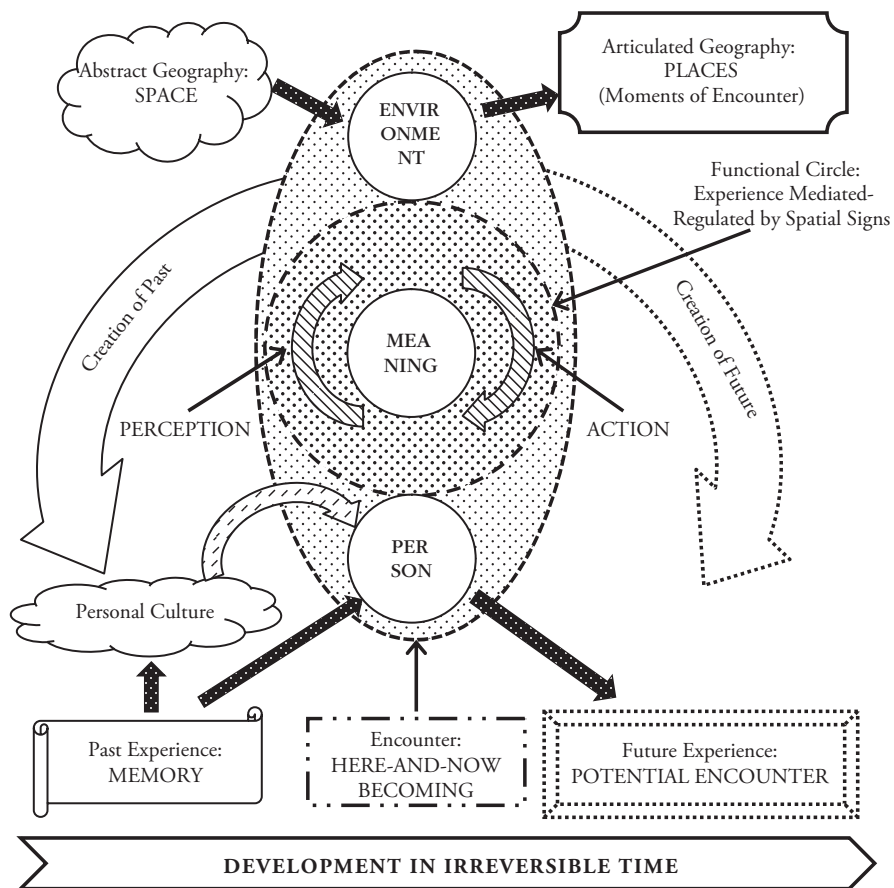 Abstract Geography:
SPACE
ENVIR
ONME
NT
Articulated Geography:
PLACES
(Moments of Encounter)
Functional Circle:
Experience Mediated-
Regulated by Spatial Signs
Creation of Past
Creation of Future
MEA
NING
PERCEPTION
ACTION
PER
SON
Personal Culture
Past Experience:
MEMORY
Encounter:
HERE-AND-NOW
BECOMING
Future Experience:
POTENTIAL ENCOUNTER
DEVELOPMENT IN IRREVERSIBLE TIME